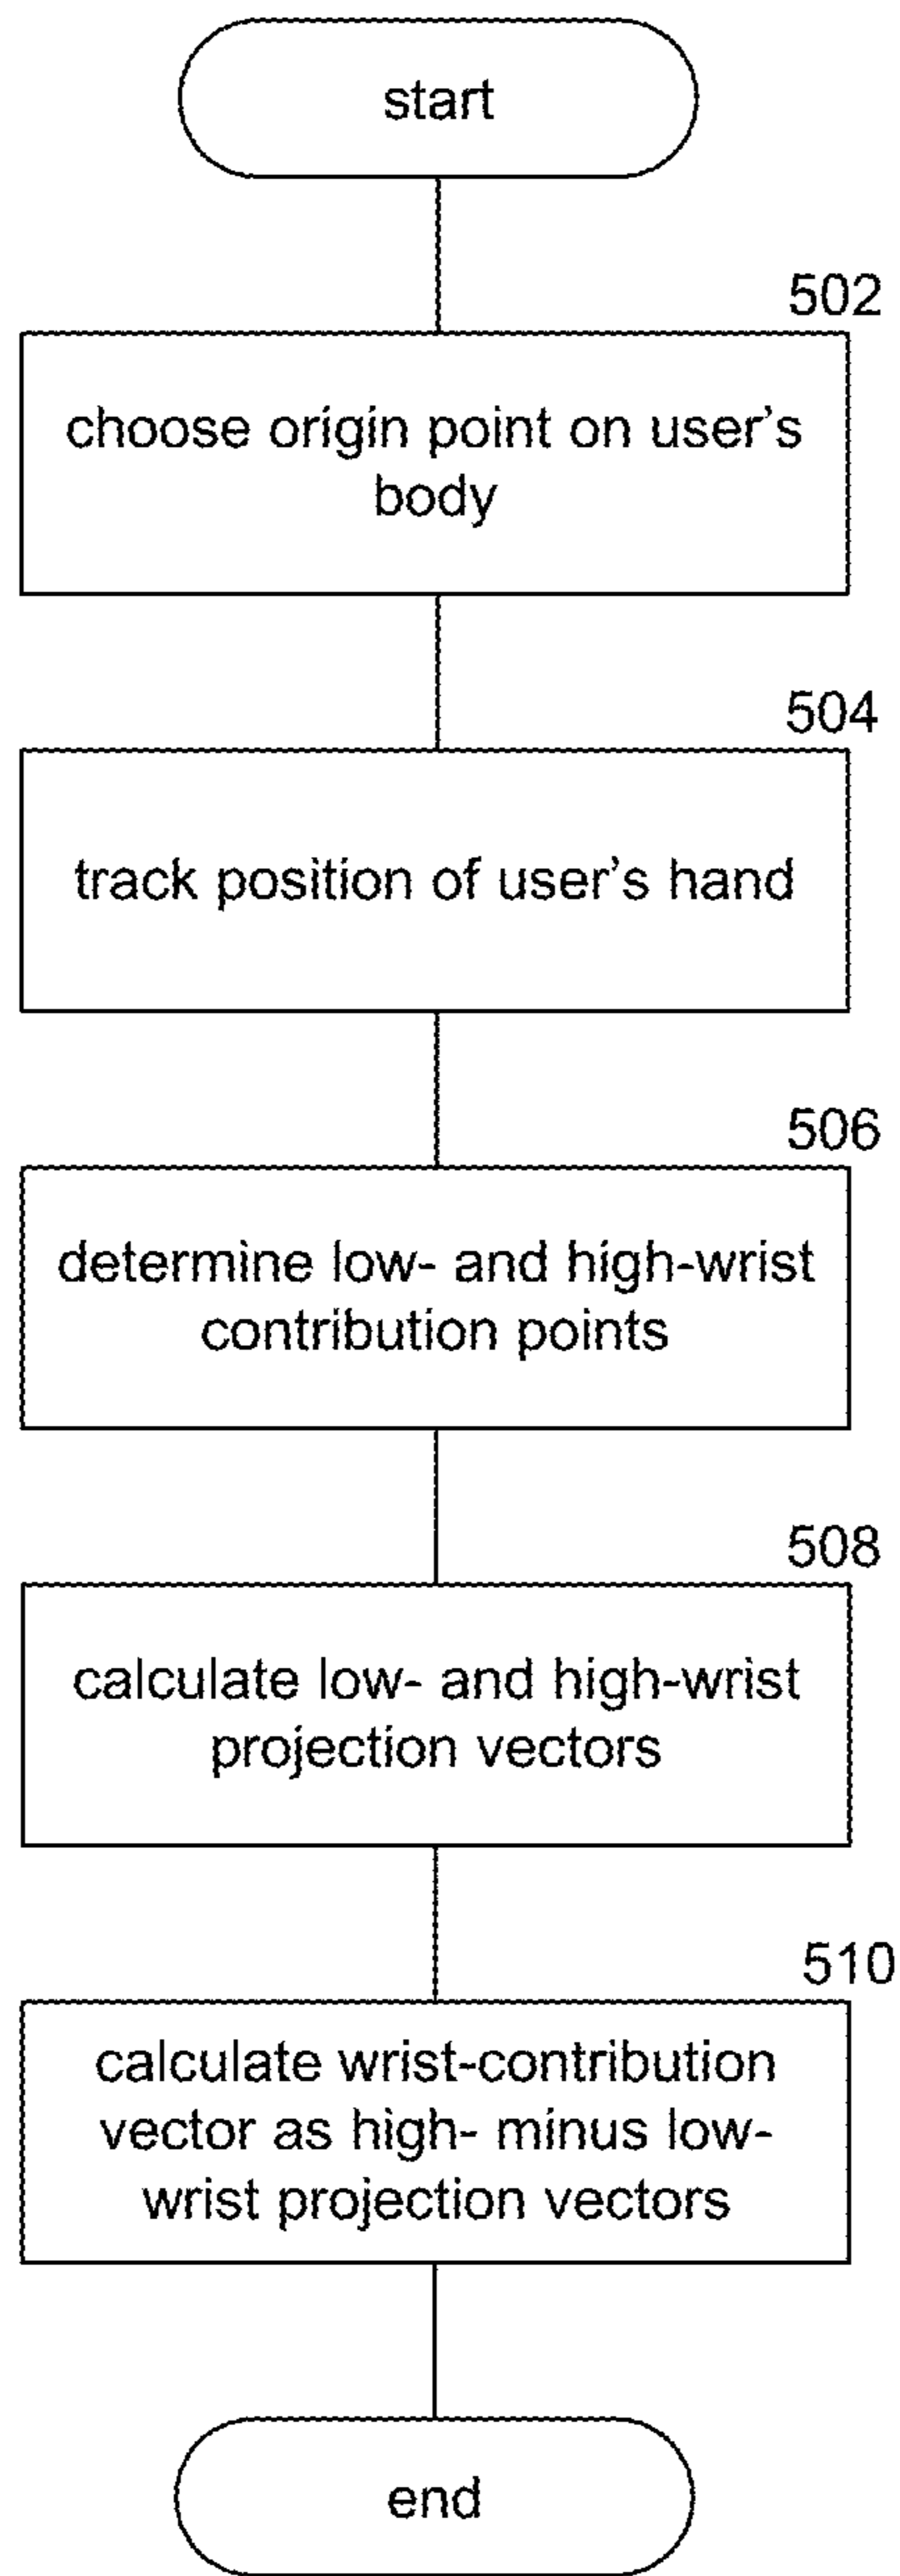 start
502
choose origin point on user's
body
504
track position of user's hand
506
determine low- and high-wrist
contribution points
508
calculate low- and high-wrist
projection vectors
510
calculate wrist-contribution
vector as high- minus low-
wrist projection vectors
end